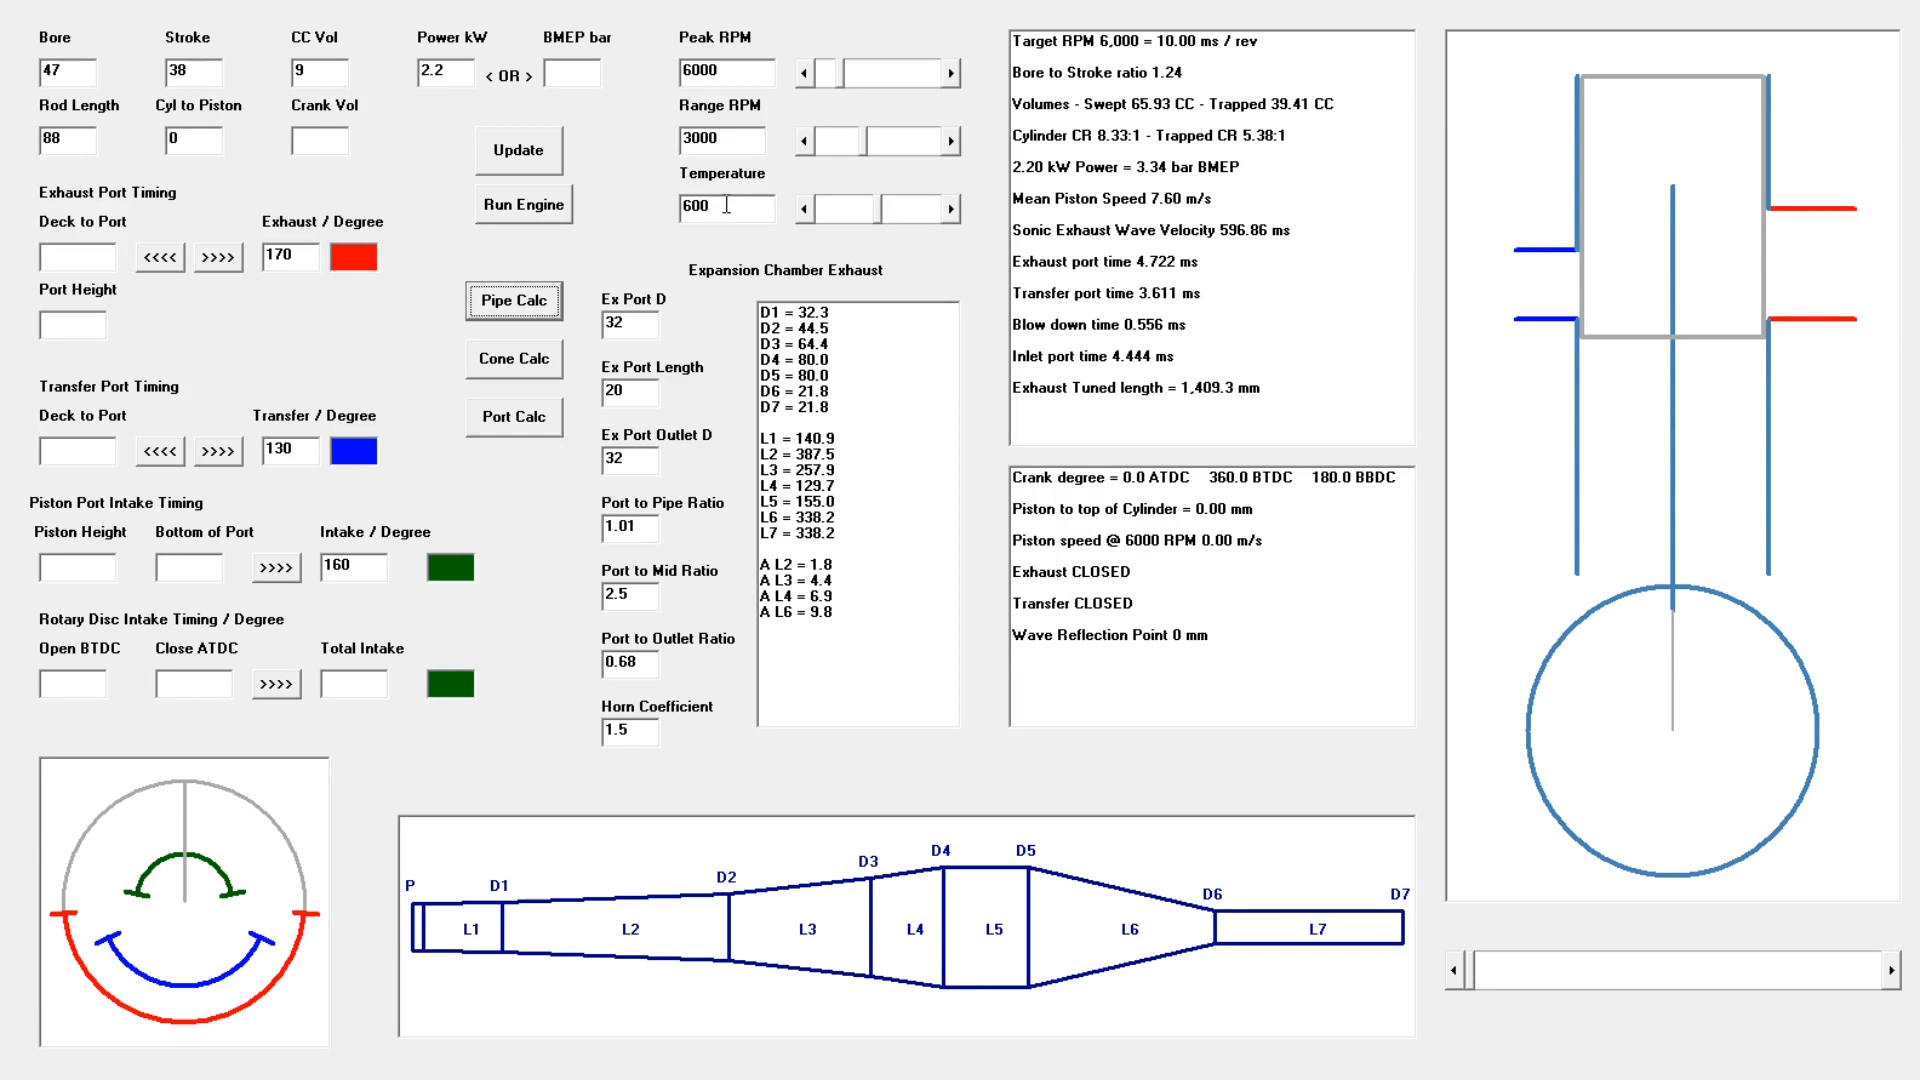 Bore Stroke CC Vol Power kW BMEP bar Peak RPM
47 38 9 2.2 < OR > 6000
Rod Length Cyl to Piston Crank Vol Range RPM
88 0 3000
Update
Temperature
Run Engine 600
Exhaust Port Timing
Deck to Port Exhaust / Degree
<<<< >>>> 170
Port Height
Transfer Port Timing
Deck to Port Transfer / Degree
<<<< >>>> 130
Piston Port Intake Timing
Piston Height Bottom of Port Intake / Degree
>>>> 160
Rotary Disc Intake Timing / Degree
Open BTDC Close ATDC Total Intake
>>>>
Pipe Calc
Cone Calc
Port Calc
Expansion Chamber Exhaust
Ex Port D
32
Ex Port Length
20
Ex Port Outlet D
32
Port to Pipe Ratio
1.01
Port to Mid Ratio
2.5
Port to Outlet Ratio
0.68
Horn Coefficient
1.5
D1 = 32.3
D2 = 44.5
D3 = 64.4
D4 = 80.0
D5 = 80.0
D6 = 21.8
D7 = 21.8
L1 = 140.9
L2 = 387.5
L3 = 257.9
L4 = 129.7
L5 = 155.0
L6 = 338.2
L7 = 338.2
A L2 = 1.8
A L3 = 4.4
A L4 = 6.9
A L6 = 9.8
Target RPM 6,000 = 10.00 ms / rev
Bore to Stroke ratio 1.24
Volumes - Swept 65.93 CC - Trapped 39.41 CC
Cylinder CR 8.33:1 - Trapped CR 5.38:1
2.20 kW Power = 3.34 bar BMEP
Mean Piston Speed 7.60 m/s
Sonic Exhaust Wave Velocity 596.86 ms
Exhaust port time 4.722 ms
Transfer port time 3.611 ms
Blow down time 0.556 ms
Inlet port time 4.444 ms
Exhaust Tuned length = 1,409.3 mm
Crank degree = 0.0 ATDC 360.0 BTDC 180.0 BBDC
Piston to top of Cylinder = 0.00 mm
Piston speed @ 6000 RPM 0.00 m/s
Exhaust CLOSED
Transfer CLOSED
Wave Reflection Point 0 mm
P D1 D2 D3 D4 D5 D6 D7
L1 L2 L3 L4 L5 L6 L7